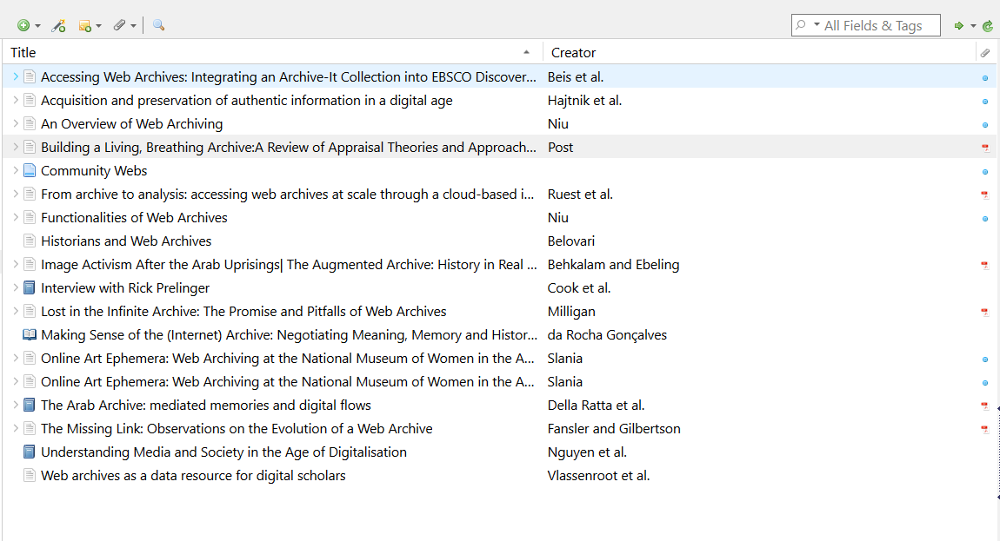 All Fields & Tags
Title Creator
Accessing Web Archives: Integrating an Archive-It Collection into EBSCO Discover... Beis et al.
Acquisition and preservation of authentic information in a digital age Hajtnik et al.
An Overview of Web Archiving Niu
Building a Living, Breathing Archive:A Review of Appraisal Theories and Approach... Post
Community Webs
From archive to analysis: accessing web archives at scale through a cloud-based i... Ruest et al.
Functionalities of Web Archives Niu
Historians and Web Archives Belovari
Image Activism After the Arab Uprisings| The Augmented Archive: History in Real ... Behkalam and Ebeling
Interview with Rick Prelinger Cook et al.
Lost in the Infinite Archive: The Promise and Pitfalls of Web Archives Milligan
Making Sense of the (Internet) Archive: Negotiating Meaning, Memory and Histor... da Rocha Gonçalves
Online Art Ephemera: Web Archiving at the National Museum of Women in the A... Slania
Online Art Ephemera: Web Archiving at the National Museum of Women in the A... Slania
The Arab Archive: mediated memories and digital flows Della Ratta et al.
The Missing Link: Observations on the Evolution of a Web Archive Fansler and Gilbertson
Understanding Media and Society in the Age of Digitalisation Nguyen et al.
Web archives as a data resource for digital scholars Vlassenroot et al.